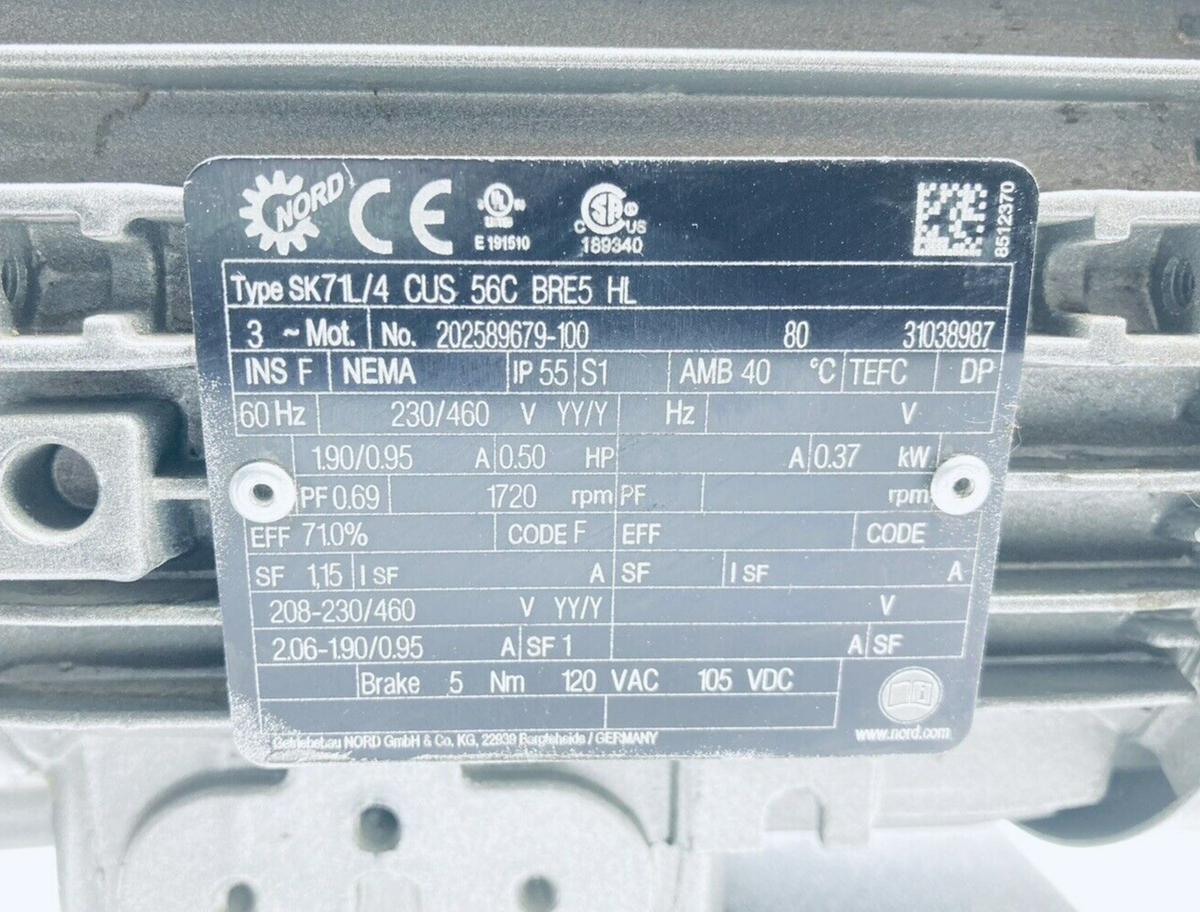 NORD CE UL E 191510 CSA C US 189340 8512370
Type SK71L/4 CUS 56C BRE5 HL
3 ~ Mot. No. 202589679-100 80 31038987
INS F NEMA IP 55 S1 AMB 40 °C TEFC DP
60 Hz 230/460 V YY/Y Hz V
1.90/0.95 A 0.50 HP A 0.37 kW
PF 0.69 1720 rpm PF rpm
EFF 71.0% CODE F EFF CODE
SF 1,15 I SF A SF I SF A
208-230/460 V YY/Y V
2.06-1.90/0.95 A SF 1 A SF
Brake 5 Nm 120 VAC 105 VDC
Getriebebau NORD GmbH & Co. KG, 22939 Bargteheide / GERMANY www.nord.com